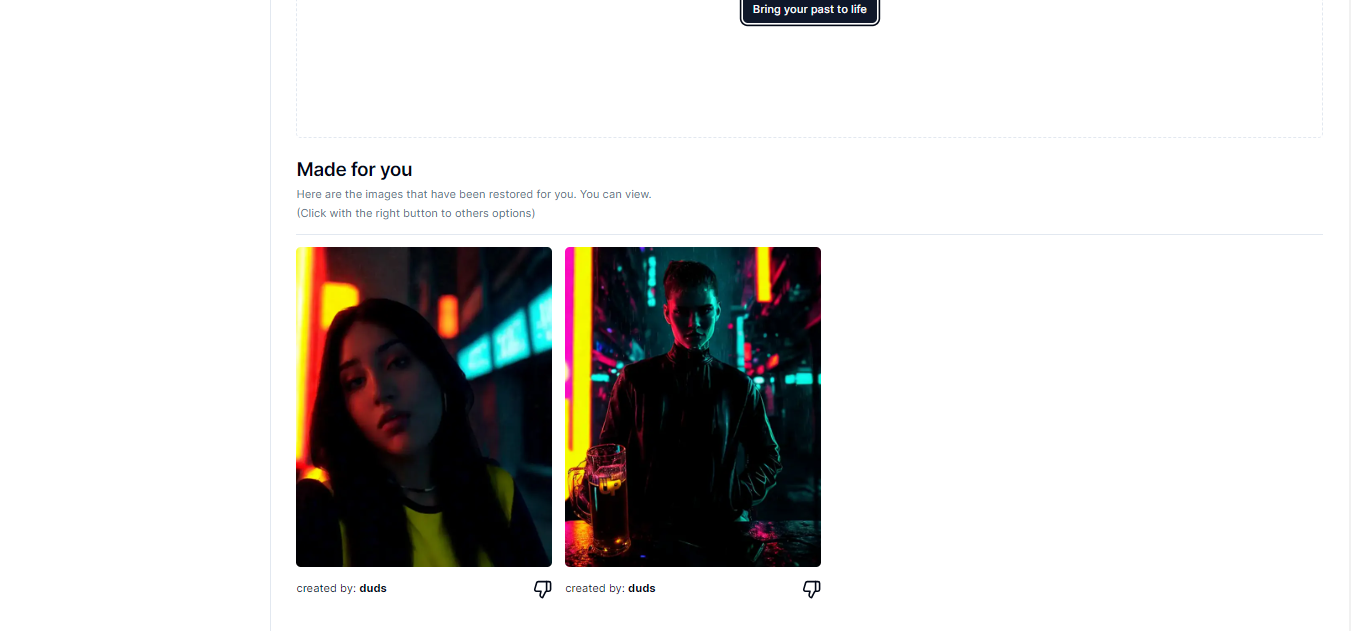 Bring your past to life
Made for you
Here are the images that have been restored for you. You can view.
(Click with the right button to others options)
created by: duds
created by: duds